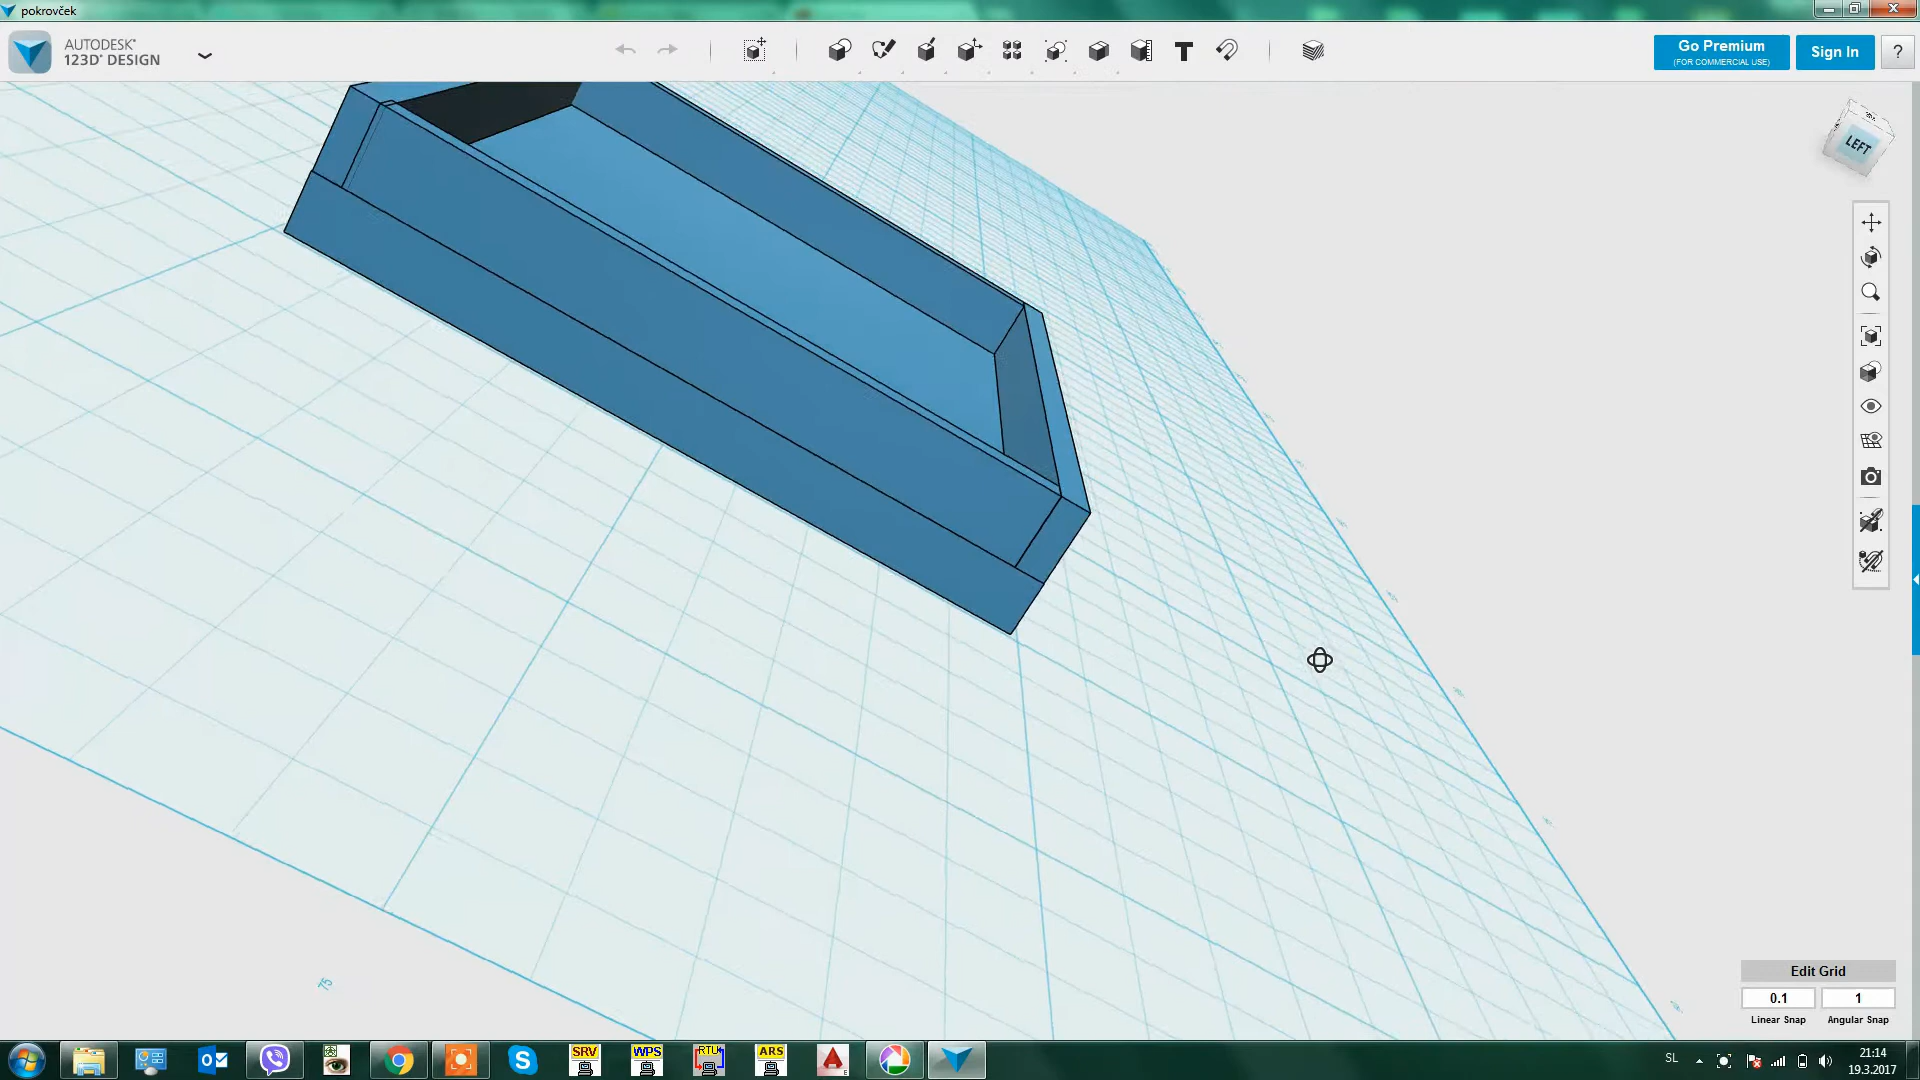 pokrovček
AUTODESK®
123D® DESIGN
T
Go Premium
(FOR COMMERCIAL USE)
Sign In
?
LEFT
75
Edit Grid
0.1
1
Linear Snap
Angular Snap
SRV
WPS
RTU
ARS
SL
21:14
19.3.2017